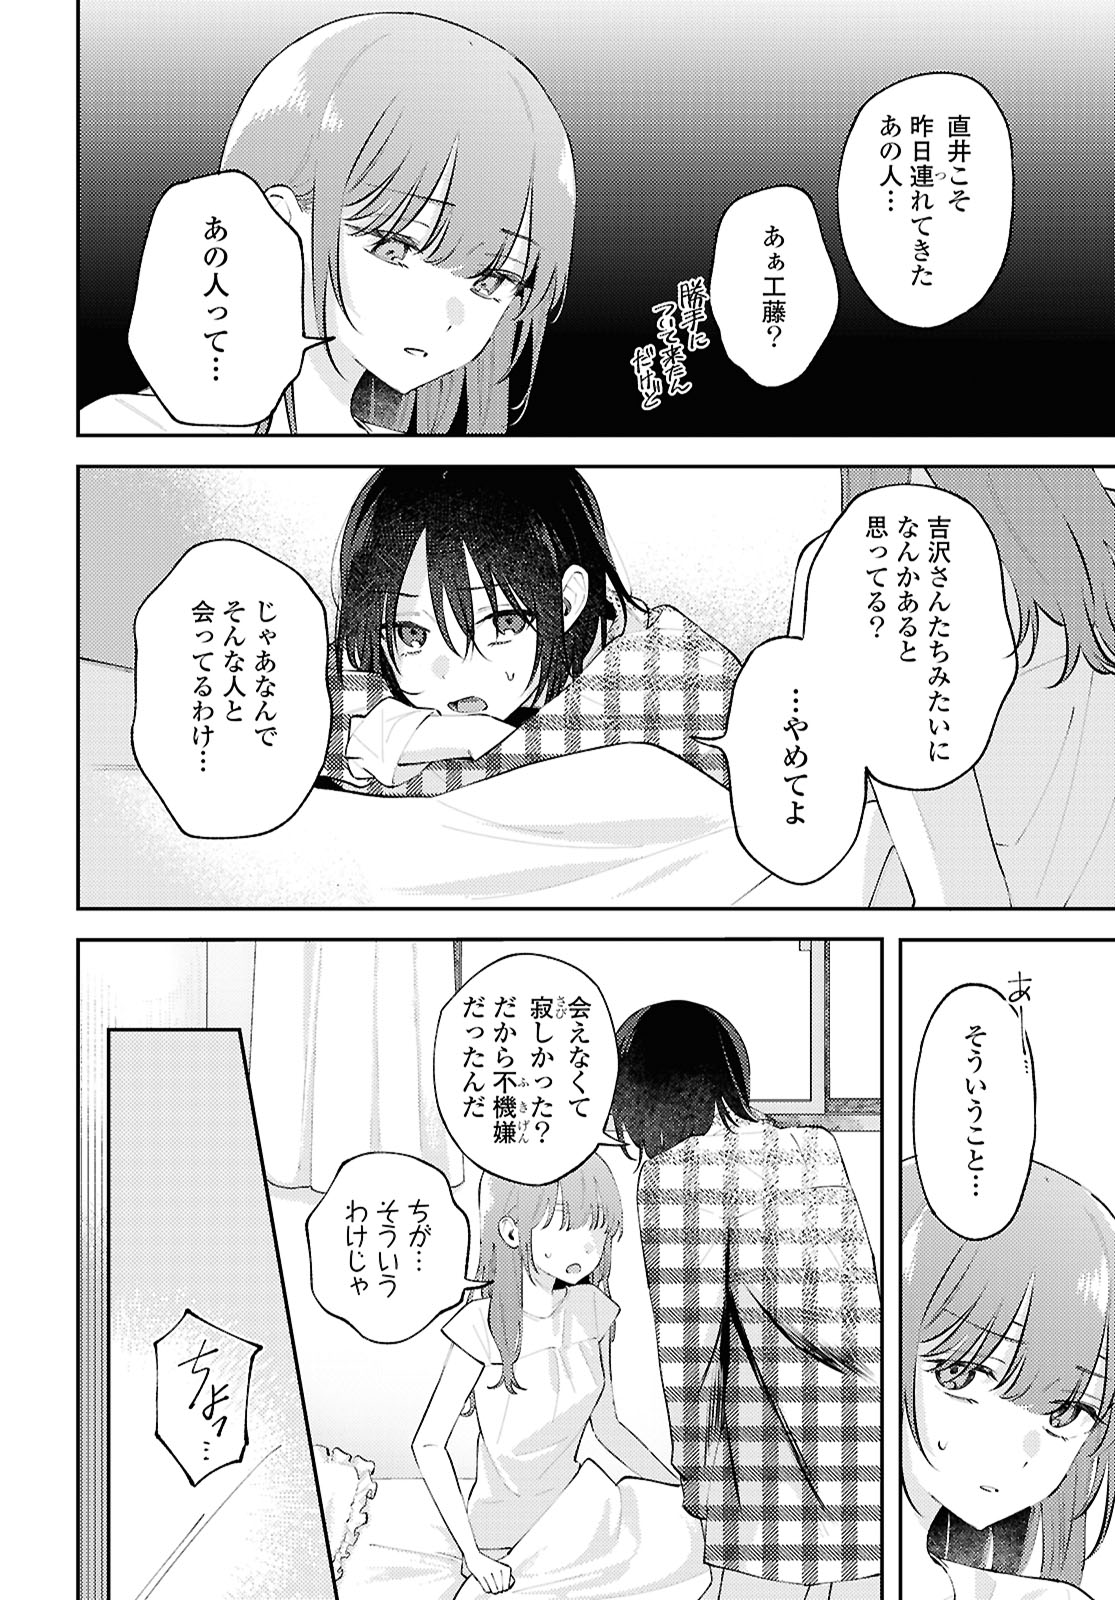 直井こそ
昨日連れてきた
あの人…
あぁ工藤？
勝手に
ついて来たん
だけど
あの人って…
吉沢さんたちみたいに
なんかあると
思ってる？
…やめてよ
じゃあなんで
そんな人と
会ってるわけ…
あー…
そういうこと…
会えなくて
寂しかった？
だから不機嫌
だったんだ
ちが…
そういう
わけじゃ
ちょっ…